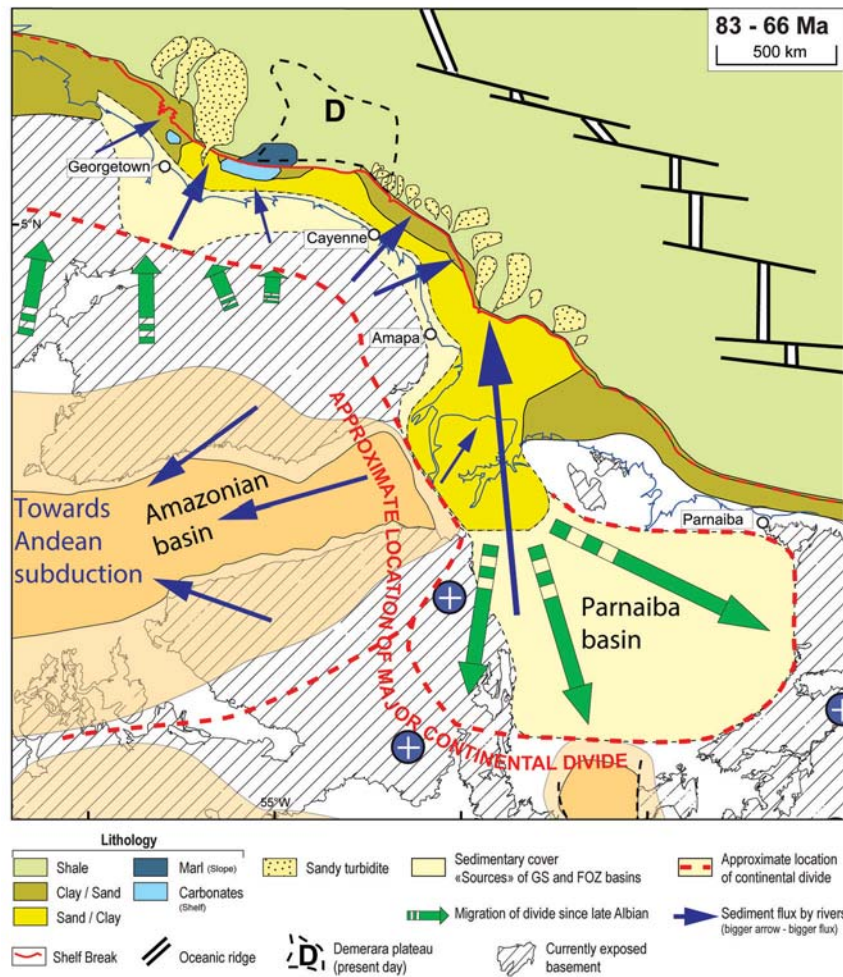 83 - 66 Ma
500 km
D
Georgetown
5°N
Cayenne
Amapa
APPROXIMATE LOCATION OF MAJOR CONTINENTAL DIVIDE
Towards
Andean
subduction
Amazonian
basin
Parnaiba
Parnaiba
basin
55°W
Lithology
Shale
Marl (Slope)
Sandy turbidite
Sedimentary cover
«Sources» of GS and FOZ basins
Approximate location
of continental divide
Clay / Sand
Carbonates
(Shelf)
Sand / Clay
Migration of divide since late Albian
Sediment flux by rivers
(bigger arrow - bigger flux)
Shelf Break
Oceanic ridge
D
Demerara plateau
(present day)
Currently exposed
basement